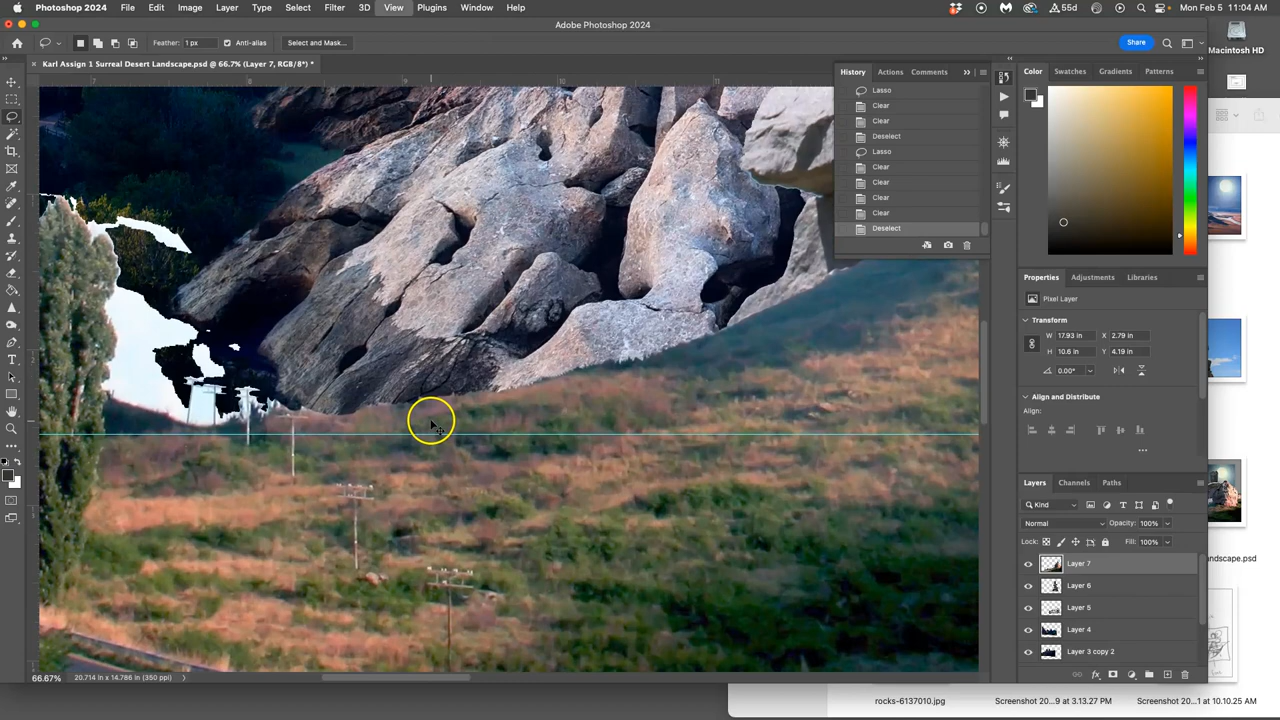 Photoshop 2024 File Edit Image Layer Type Select Filter 3D View Plugins Window Help 55d Mon Feb 5 11:04 AM
Adobe Photoshop 2024
Feather: 1 px Anti-alias Select and Mask... Share
Macintosh HD
Karl Assign 1 Surreal Desert Landscape.psd @ 66.7% (Layer 7, RGB/8*) *
History Actions Comments
Color Swatches Gradients Patterns
7 8 9 10 11
Lasso
Clear
Clear
Deselect
Lasso
Clear
Clear
Clear
Clear
Deselect
Properties Adjustments Libraries
Pixel Layer
Transform
W 17.93 in X 2.79 in
H 10.6 in Y 4.19 in
0.00°
Align and Distribute
Align:
Layers Channels Paths
Kind
Normal Opacity: 100%
Lock: Fill: 100%
Layer 7
Layer 6
Layer 5
Layer 4
Layer 3 copy 2
andscape.psd
66.67% 20.714 in x 14.786 in (350 ppi)
rocks-6137010.jpg Screenshot 20...9 at 3.13.27 PM Screenshot 20...1 at 10.10.25 AM